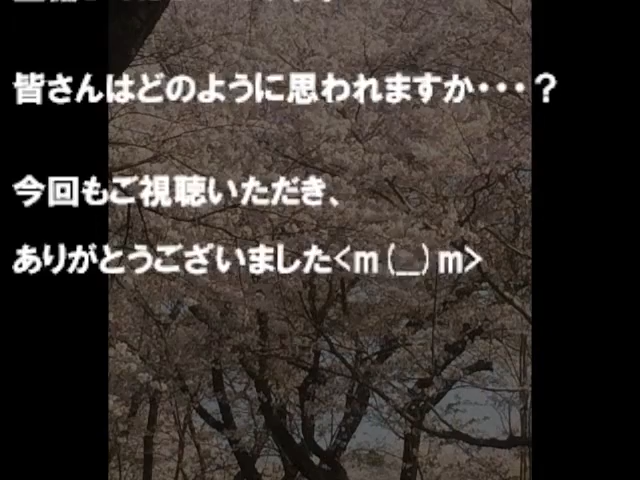 皆さんはどのように思われますか・・・？
今回もご視聴いただき、
ありがとうございました<m(__)m>